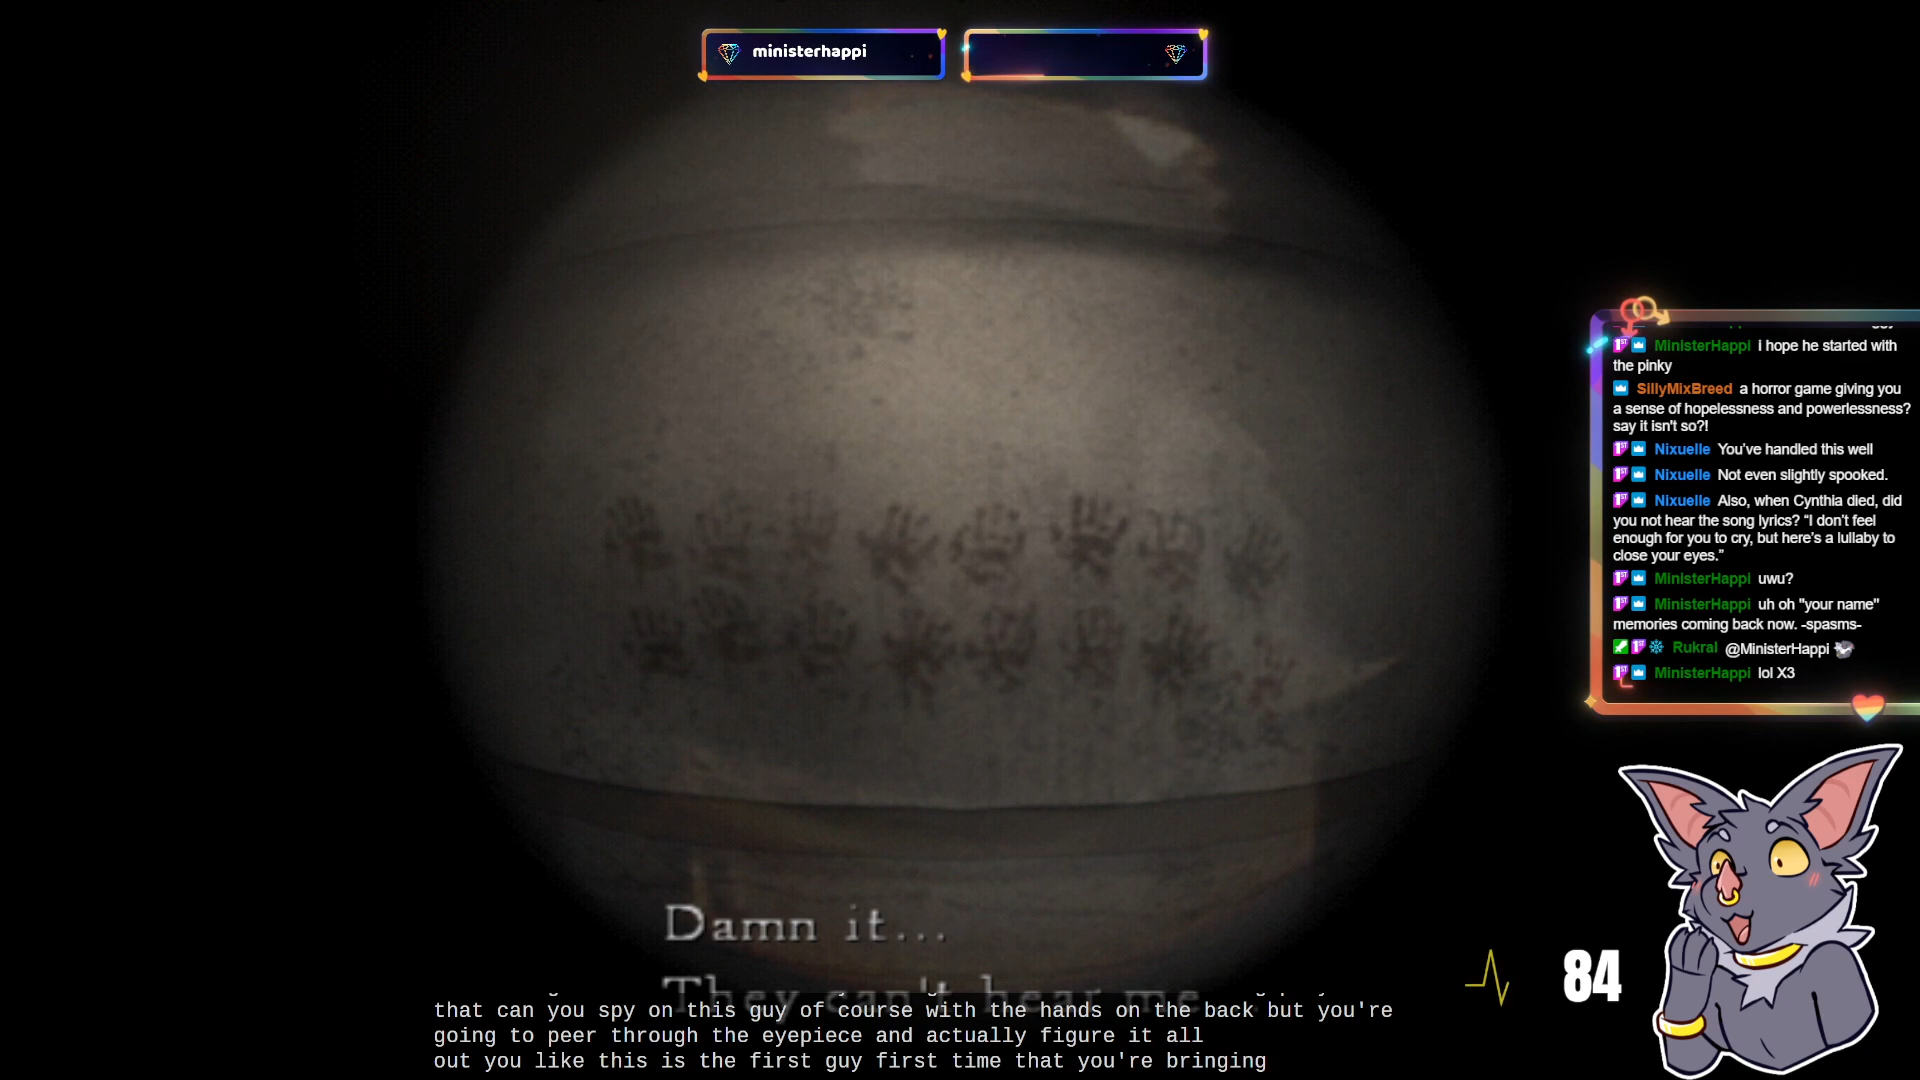 ministerhappi
MinisterHappi i hope he started with
the pinky
SillyMixBreed a horror game giving you
a sense of hopelessness and powerlessness?
say it isn't so?!
Nixuelle You've handled this well
Nixuelle Not even slightly spooked.
Nixuelle Also, when Cynthia died, did
you not hear the song lyrics? “I don't feel
enough for you to cry, but here's a lullaby to
close your eyes.”
MinisterHappi uwu?
MinisterHappi uh oh "your name"
memories coming back now. -spasms-
Rukral @MinisterHappi
MinisterHappi lol X3
Damn it...
They can't hear me
84
that can you spy on this guy of course with the hands on the back but you're
going to peer through the eyepiece and actually figure it all
out you like this is the first guy first time that you're bringing